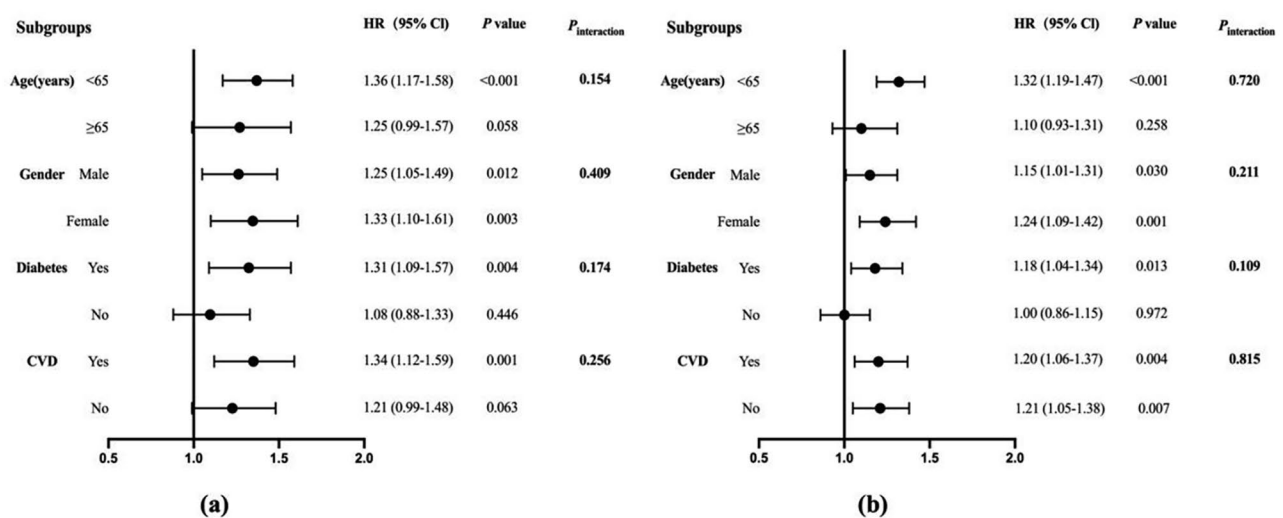 Subgroups HR (95% CI) P value Pinteraction
Age(years) <65 1.36 (1.17-1.58) <0.001 0.154
≥65 1.25 (0.99-1.57) 0.058
Gender Male 1.25 (1.05-1.49) 0.012 0.409
Female 1.33 (1.10-1.61) 0.003
Diabetes Yes 1.31 (1.09-1.57) 0.004 0.174
No 1.08 (0.88-1.33) 0.446
CVD Yes 1.34 (1.12-1.59) 0.001 0.256
No 1.21 (0.99-1.48) 0.063
0.5 1.0 1.5 2.0
(a)
Subgroups HR (95% CI) P value Pinteraction
Age(years) <65 1.32 (1.19-1.47) <0.001 0.720
≥65 1.10 (0.93-1.31) 0.258
Gender Male 1.15 (1.01-1.31) 0.030 0.211
Female 1.24 (1.09-1.42) 0.001
Diabetes Yes 1.18 (1.04-1.34) 0.013 0.109
No 1.00 (0.86-1.15) 0.972
CVD Yes 1.20 (1.06-1.37) 0.004 0.815
No 1.21 (1.05-1.38) 0.007
0.5 1.0 1.5 2.0
(b)